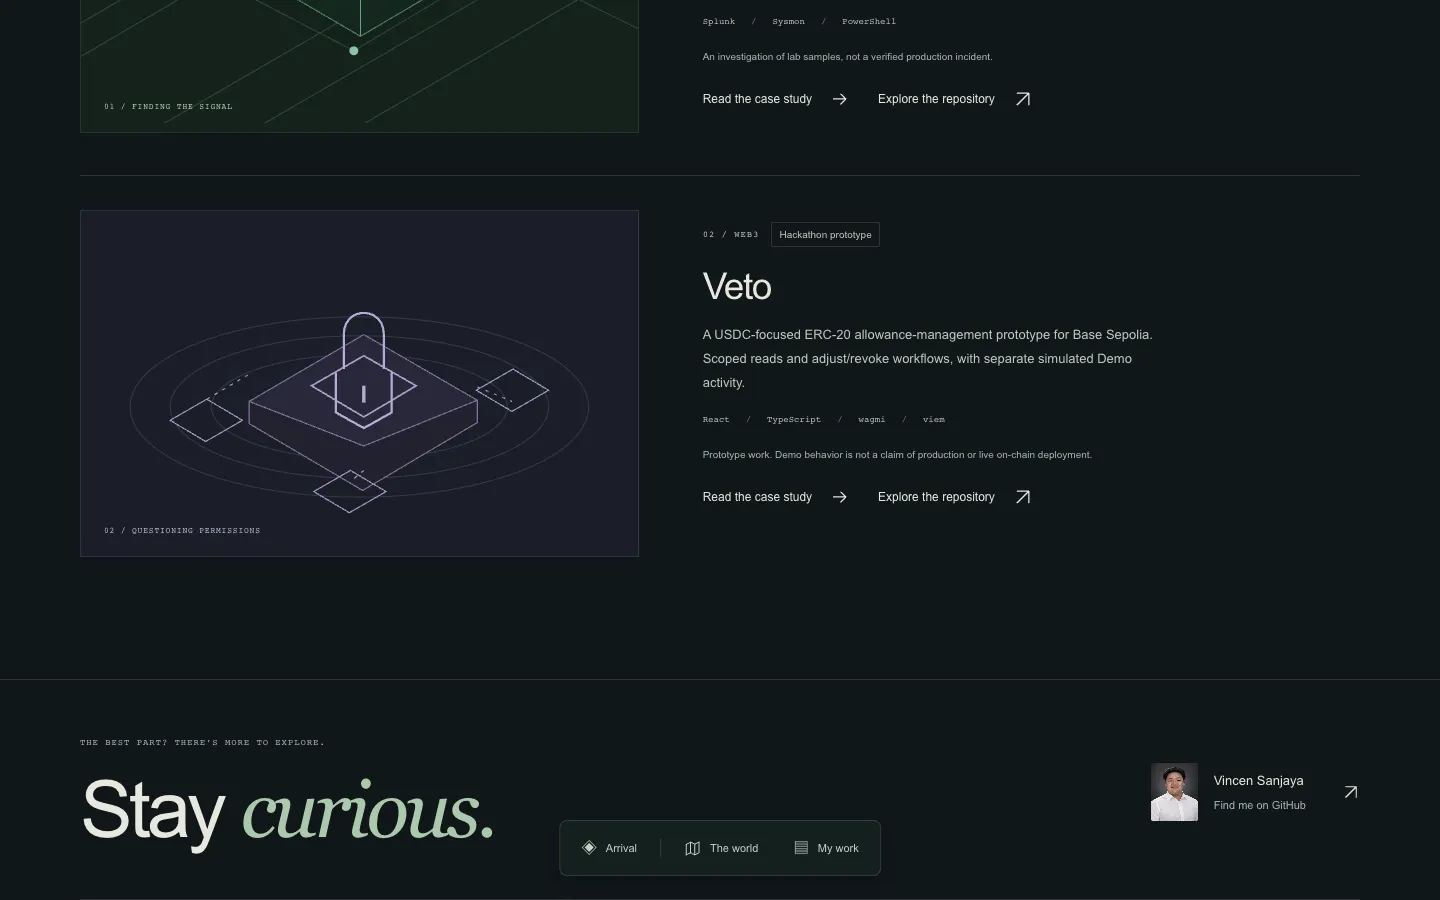 Splunk / Sysmon / PowerShell
An investigation of lab samples, not a verified production incident.
Read the case study
Explore the repository
01 / FINDING THE SIGNAL
02 / WEB3
Hackathon prototype
Veto
A USDC-focused ERC-20 allowance-management prototype for Base Sepolia.
Scoped reads and adjust/revoke workflows, with separate simulated Demo
activity.
React / TypeScript / wagmi / viem
Prototype work. Demo behavior is not a claim of production or live on-chain deployment.
Read the case study
Explore the repository
02 / QUESTIONING PERMISSIONS
THE BEST PART? THERE'S MORE TO EXPLORE.
Stay curious.
Vincen Sanjaya
Find me on GitHub
Arrival
The world
My work